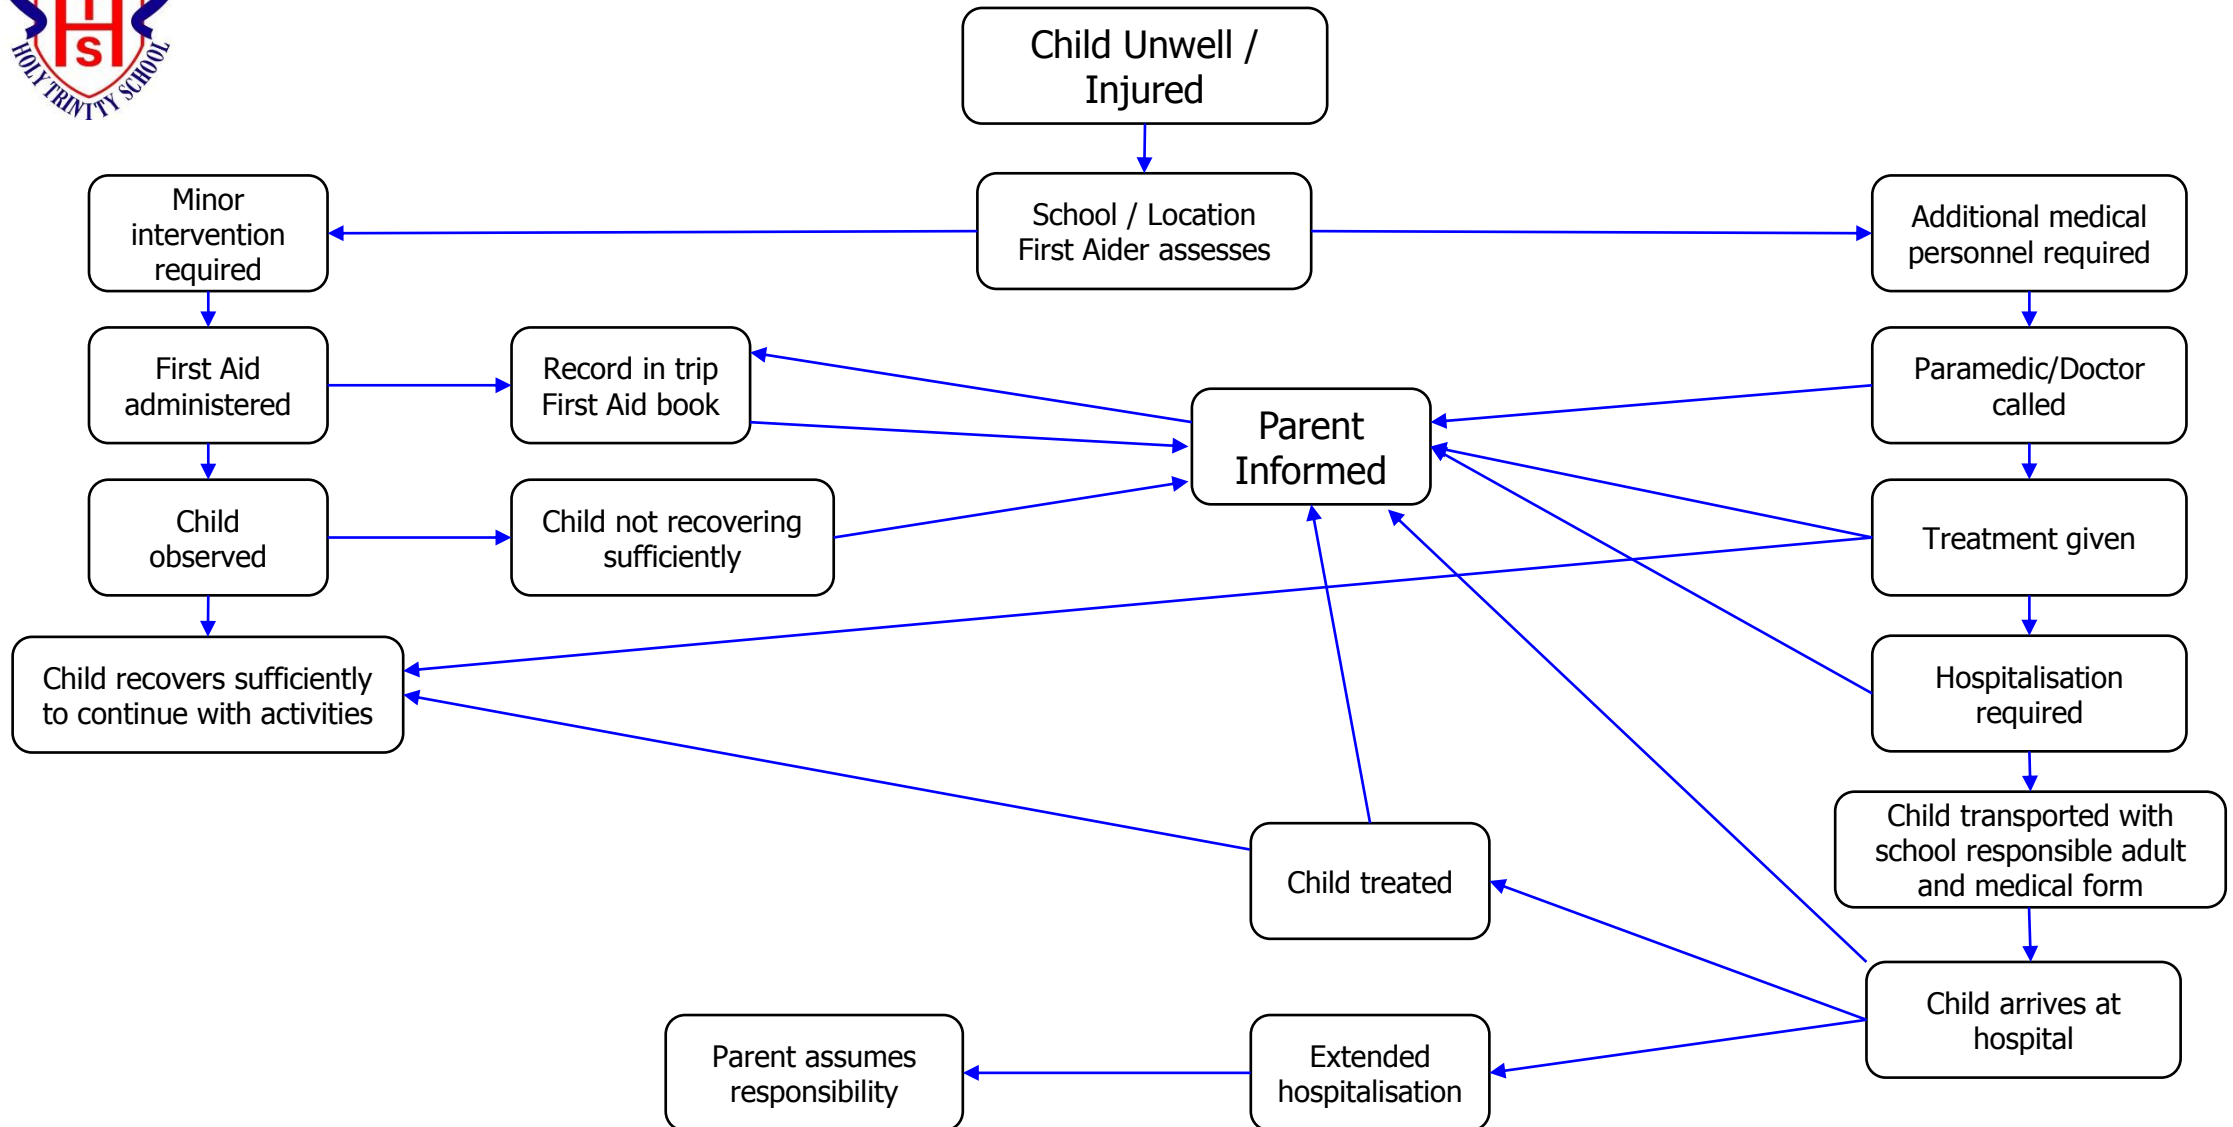 H
S
HOLY TRINITY SCHOOL
Child Unwell /
Injured
Minor
intervention
required
School / Location
First Aider assesses
Additional medical
personnel required
First Aid
administered
Record in trip
First Aid book
Parent
Informed
Paramedic/Doctor
called
Child
observed
Child not recovering
sufficiently
Treatment given
Child recovers sufficiently
to continue with activities
Hospitalisation
required
Child transported with
school responsible adult
and medical form
Child treated
Child arrives at
hospital
Parent assumes
responsibility
Extended
hospitalisation